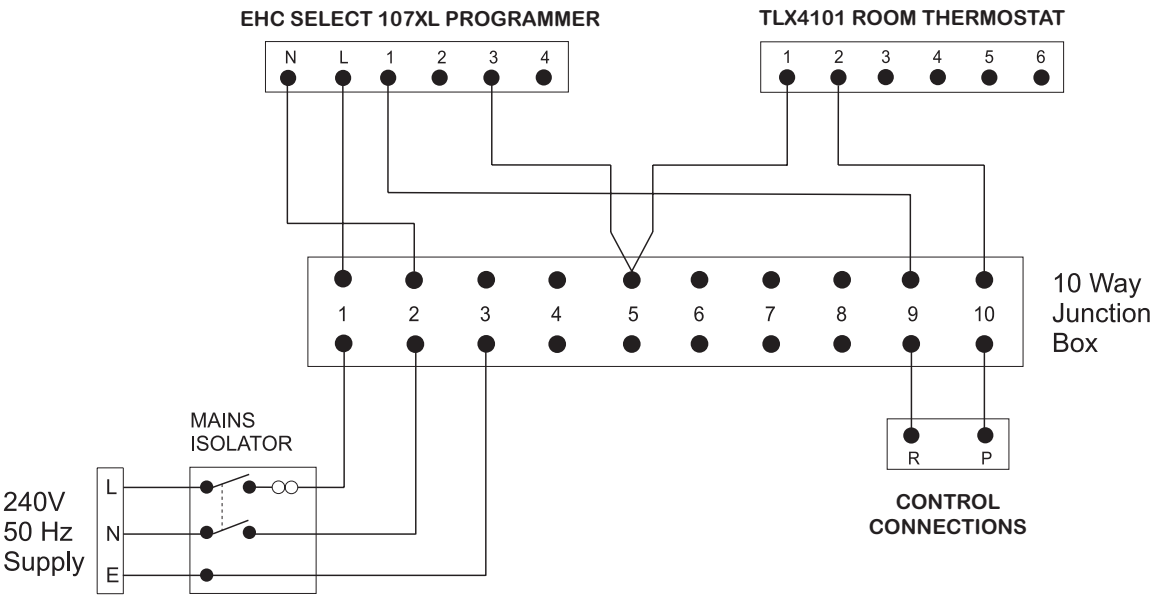 EHC SELECT 107XL PROGRAMMER
TLX4101 ROOM THERMOSTAT
N L 1 2 3 4
1 2 3 4 5 6
1 2 3 4 5 6 7 8 9 10
10 Way
Junction
Box
MAINS
ISOLATOR
R P
CONTROL
CONNECTIONS
240V
50 Hz
Supply
L
N
E